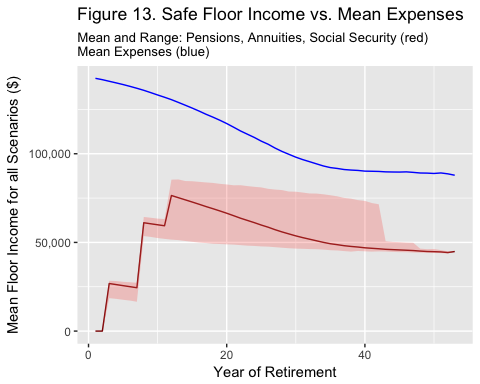 Figure 13. Safe Floor Income vs. Mean Expenses
Mean and Range: Pensions, Annuities, Social Security (red)
Mean Expenses (blue)
Mean Floor Income for all Scenarios ($)
100,000
50,000
0
0
20
40
Year of Retirement